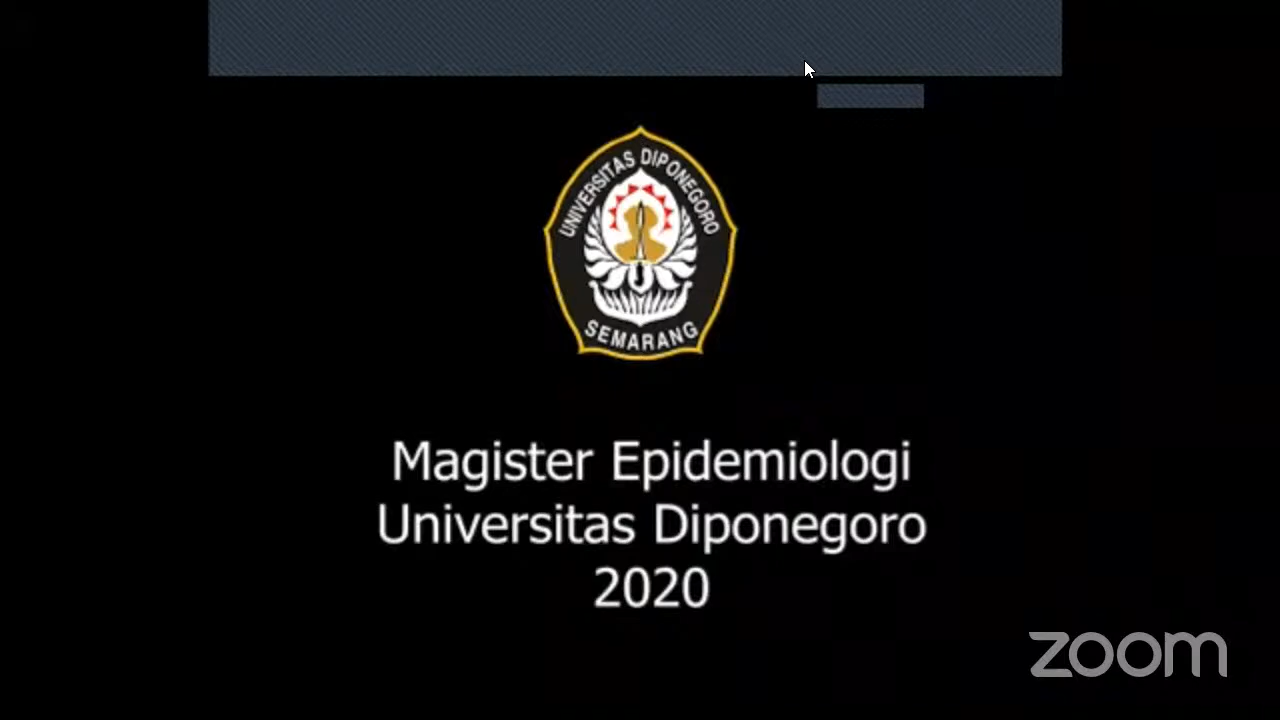 UNIVERSITAS DIPONEGORO
SEMARANG
Magister Epidemiologi
Universitas Diponegoro
2020
zoom